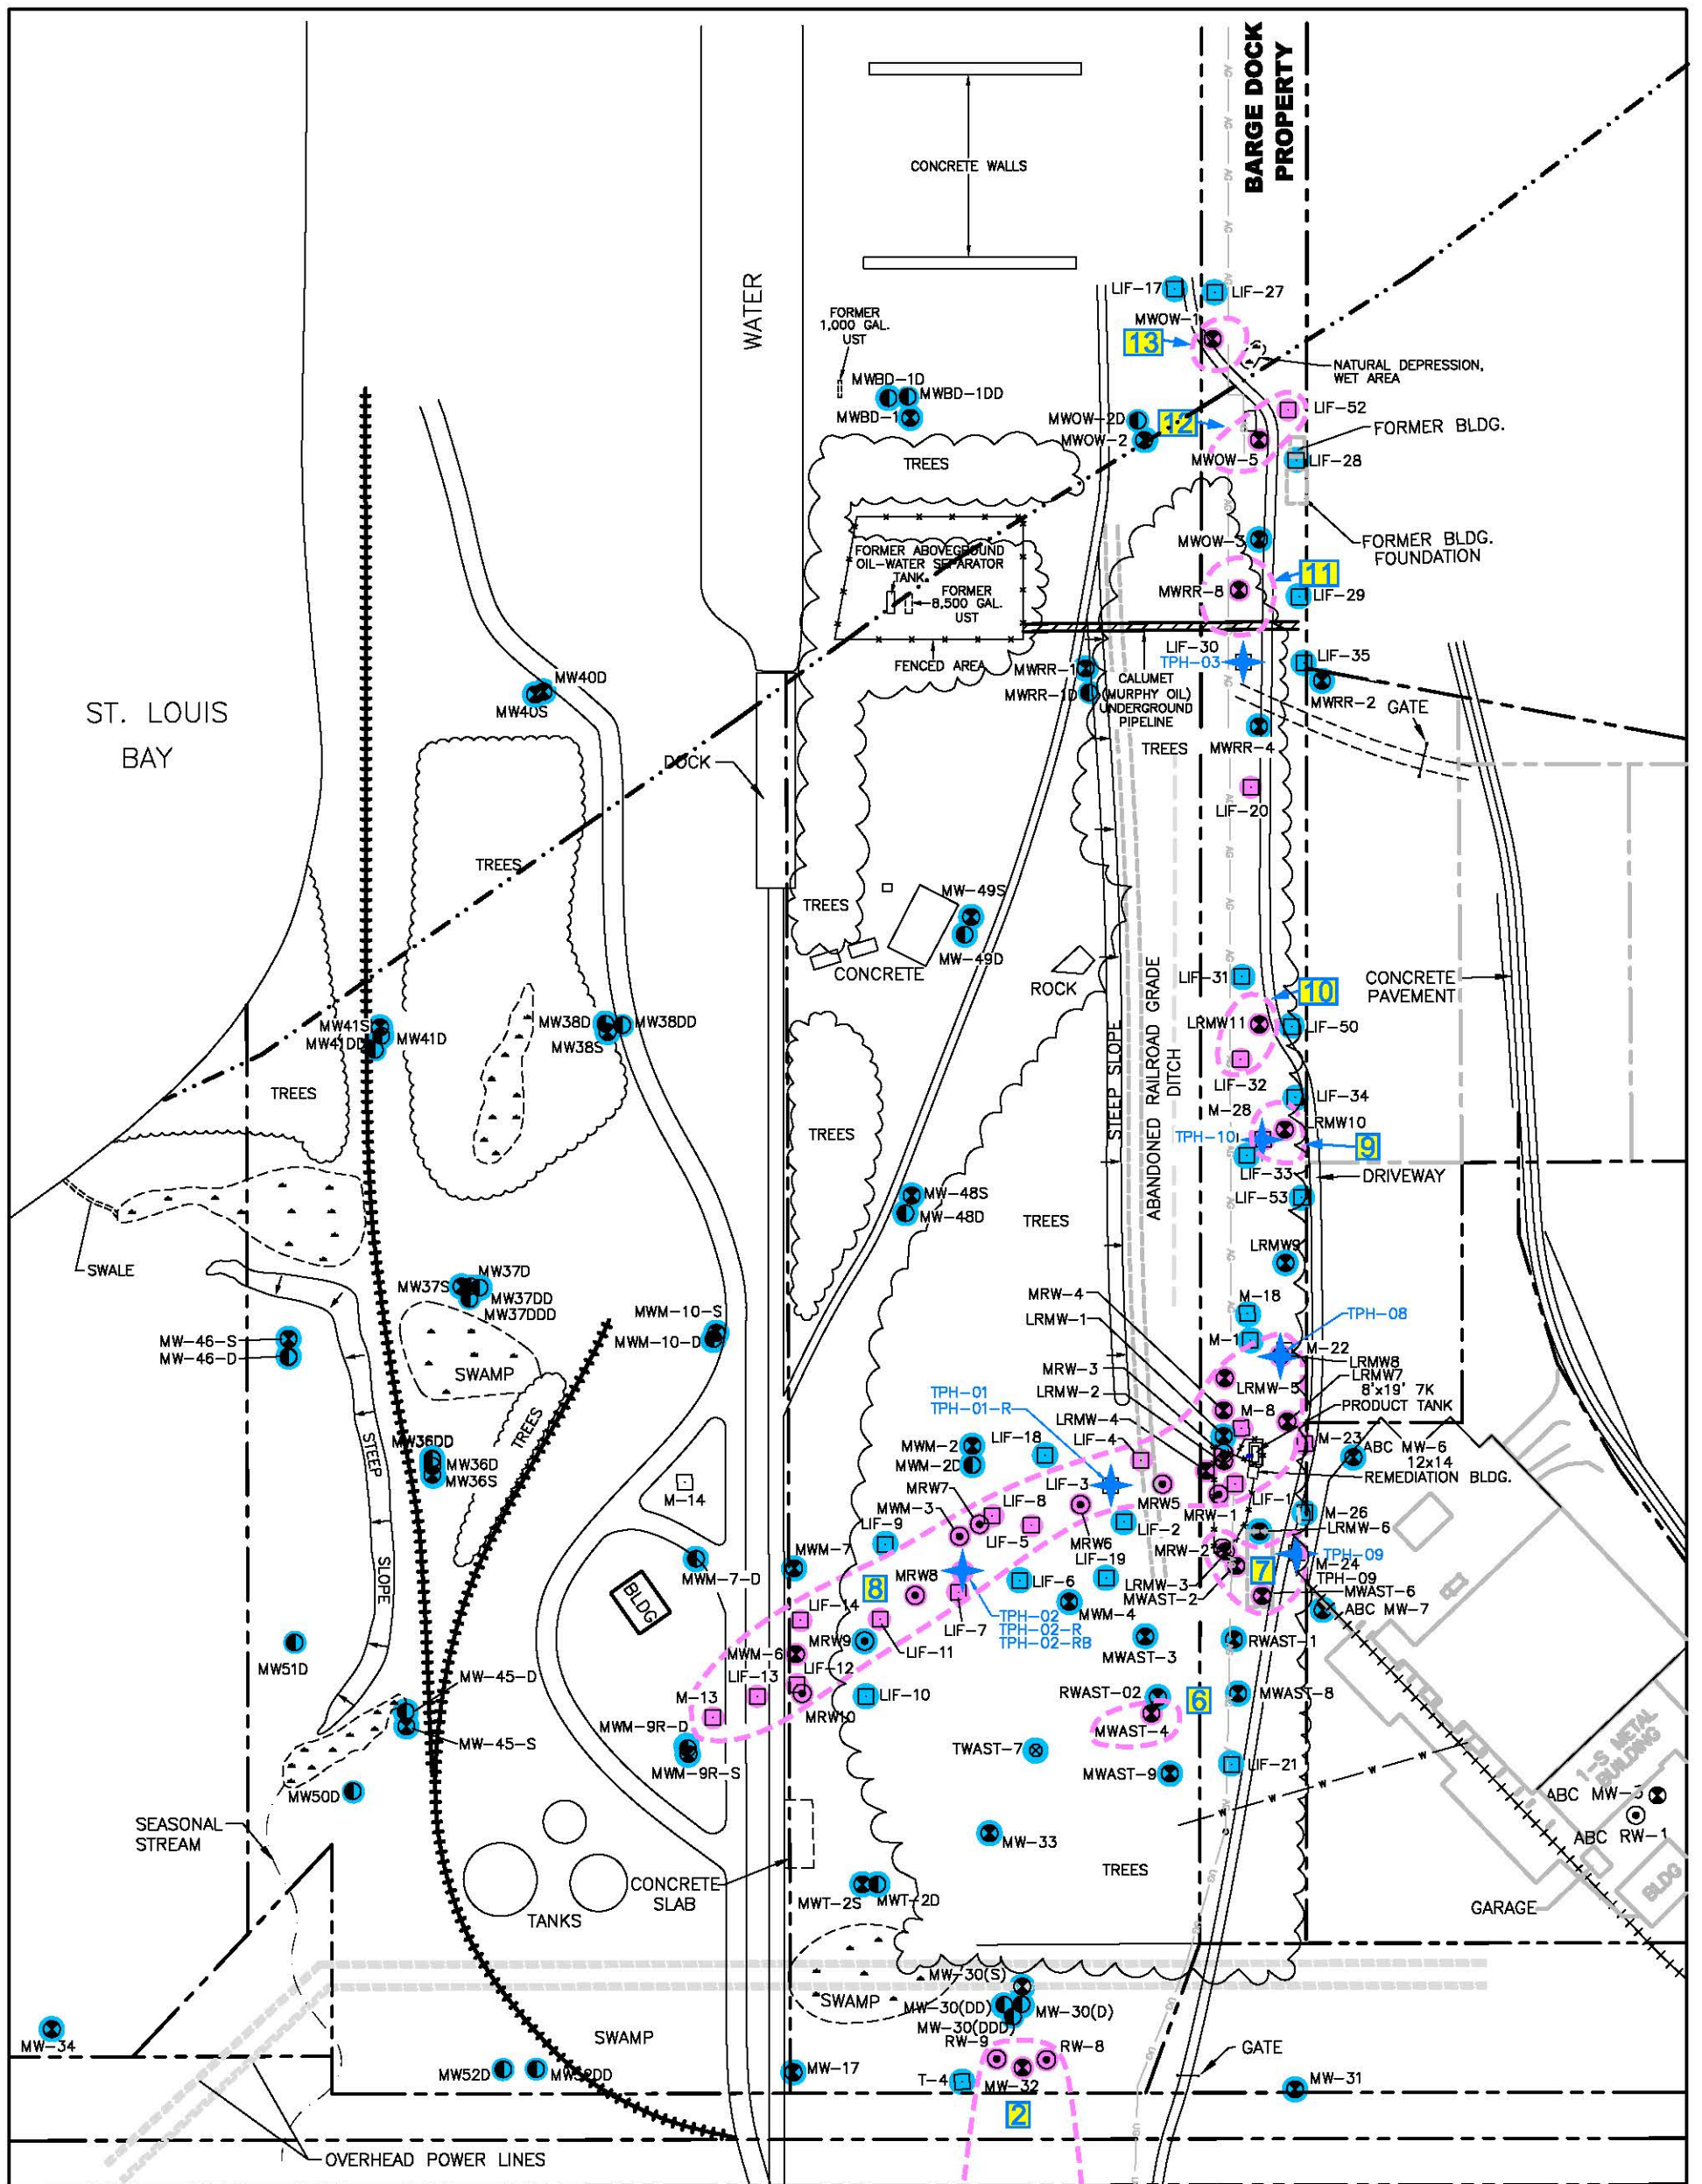 BARGE DOCK
PROPERTY
CONCRETE WALLS
WATER
LIF-17
LIF-27
MWOW-1
13
FORMER
1,000 GAL.
UST
NATURAL DEPRESSION,
WET AREA
MWBD-1D
MWBD-1DD
MWBD-1
MWOW-2D
MWOW-2
12
LIF-52
FORMER BLDG.
MWOW-5
LIF-28
TREES
MWOW-3
FORMER BLDG.
FOUNDATION
FORMER ABOVEGROUND
OIL-WATER SEPARATOR
TANK
FORMER
8,500 GAL.
UST
11
MWRR-8
LIF-29
FENCED AREA
LIF-30
TPH-03
LIF-35
MWRR-1
MWRR-1D
CALUMET
(MURPHY OIL)
UNDERGROUND
PIPELINE
MWRR-2
GATE
MW40D
MW40S
ST. LOUIS
BAY
TREES
MWRR-4
DOCK
LIF-20
TREES
TREES
MW-49S
MW-49D
CONCRETE
ROCK
LIF-31
10
CONCRETE
PAVEMENT
STEEP SLOPE
ABANDONED RAILROAD GRADE
DITCH
MW41S
MW41DD
MW41D
MW38D
MW38DD
MW38S
LRMW11
LIF-50
LIF-32
TREES
LIF-34
M-28
LRMW10
TREES
TPH-10
9
LIF-33
DRIVEWAY
LIF-53
MW-48S
MW-48D
TREES
SWALE
LRMW9
MW37S
MW37D
MW37DD
MW37DDD
MRW-4
LRMW-1
M-18
TPH-08
MWM-10-S
MWM-10-D
MW-46-S
MW-46-D
MRW-3
LRMW-2
M-22
LRMW8
LRMW7
8'x19' 7K
PRODUCT TANK
SWAMP
TPH-01
TPH-01-R
LRMW-5
TREES
LRMW-4
M-8
STEEP
SLOPE
MW36DD
MW36D
MW36S
MWM-2
MWM-2D
LIF-18
LIF-4
M-23
ABC MW-6
12x14
REMEDIATION BLDG.
M-14
MRW7
LIF-8
LIF-3
MRW5
LIF-1
MWM-3
LIF-9
LIF-5
MRW6
LIF-2
MRW-1
M-26
LRMW-6
MWM-7
MWM-7-D
LIF-19
MRW-2
TPH-09
M-24
TPH-09
7
BLDG
8
MRW8
LIF-6
LRMW-3
MWAST-2
MWAST-6
ABC MW-7
LIF-14
MWM-4
TPH-02
TPH-02-R
TPH-02-RB
LIF-7
LIF-11
MRW9
MWM-6
RWAST-1
MWAST-3
MW51D
MW-45-D
LIF-13
LIF-12
M-13
LIF-10
RWAST-02
6
MWAST-8
MRW10
MWAST-4
MW-45-S
MWM-9R-D
MWM-9R-S
TWAST-7
MWAST-9
LIF-21
1-S METAL
BUILDING
MW50D
ABC MW-5
ABC RW-1
SEASONAL
STREAM
MW-33
TREES
CONCRETE
SLAB
MWT-2S
MWT-2D
BLDG
GARAGE
TANKS
MW-30(S)
SWAMP
MW-30(DD)
MW-30(D)
MW-30(DDD)
MW-34
SWAMP
RW-9
RW-8
GATE
MW52D
MW52DD
MW-17
T-4
MW-32
MW-31
2
OVERHEAD POWER LINES